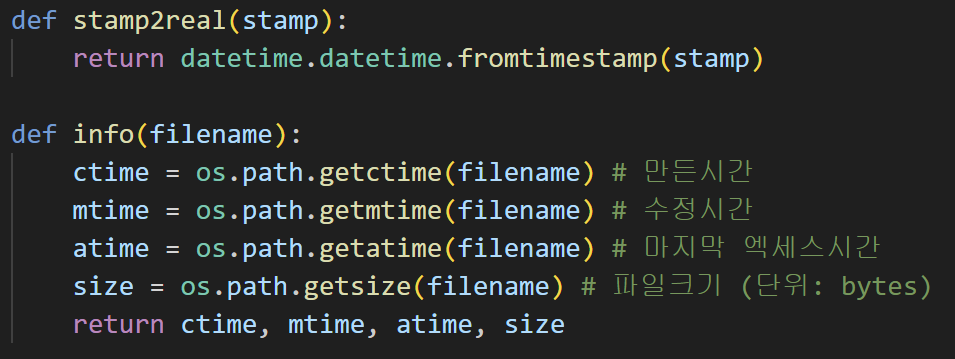 def stamp2real(stamp):
    return datetime.datetime.fromtimestamp(stamp)
def info(filename):
    ctime = os.path.getctime(filename) # 만든시간
    mtime = os.path.getmtime(filename) # 수정시간
    atime = os.path.getatime(filename) # 마지막 엑세스시간
    size = os.path.getsize(filename) # 파일크기 (단위: bytes)
    return ctime, mtime, atime, size